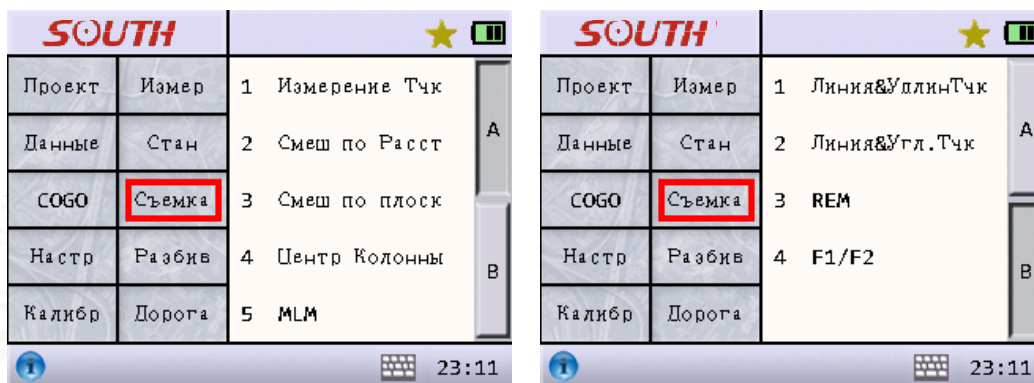 SOUTH
Проект Измер
Данные Стан
COGO Съемка
Настр Разбив
Калибр Дорога
1 Измерение Тчк
2 Смеш по Расст
3 Смеш по плоск
4 Центр Колонны
5 MLM
A
B
23:11
SOUTH
Проект Измер
Данные Стан
COGO Съемка
Настр Разбив
Калибр Дорога
1 Линия&УдлинТчк
2 Линия&Угл.Тчк
3 REM
4 F1/F2
A
B
23:11